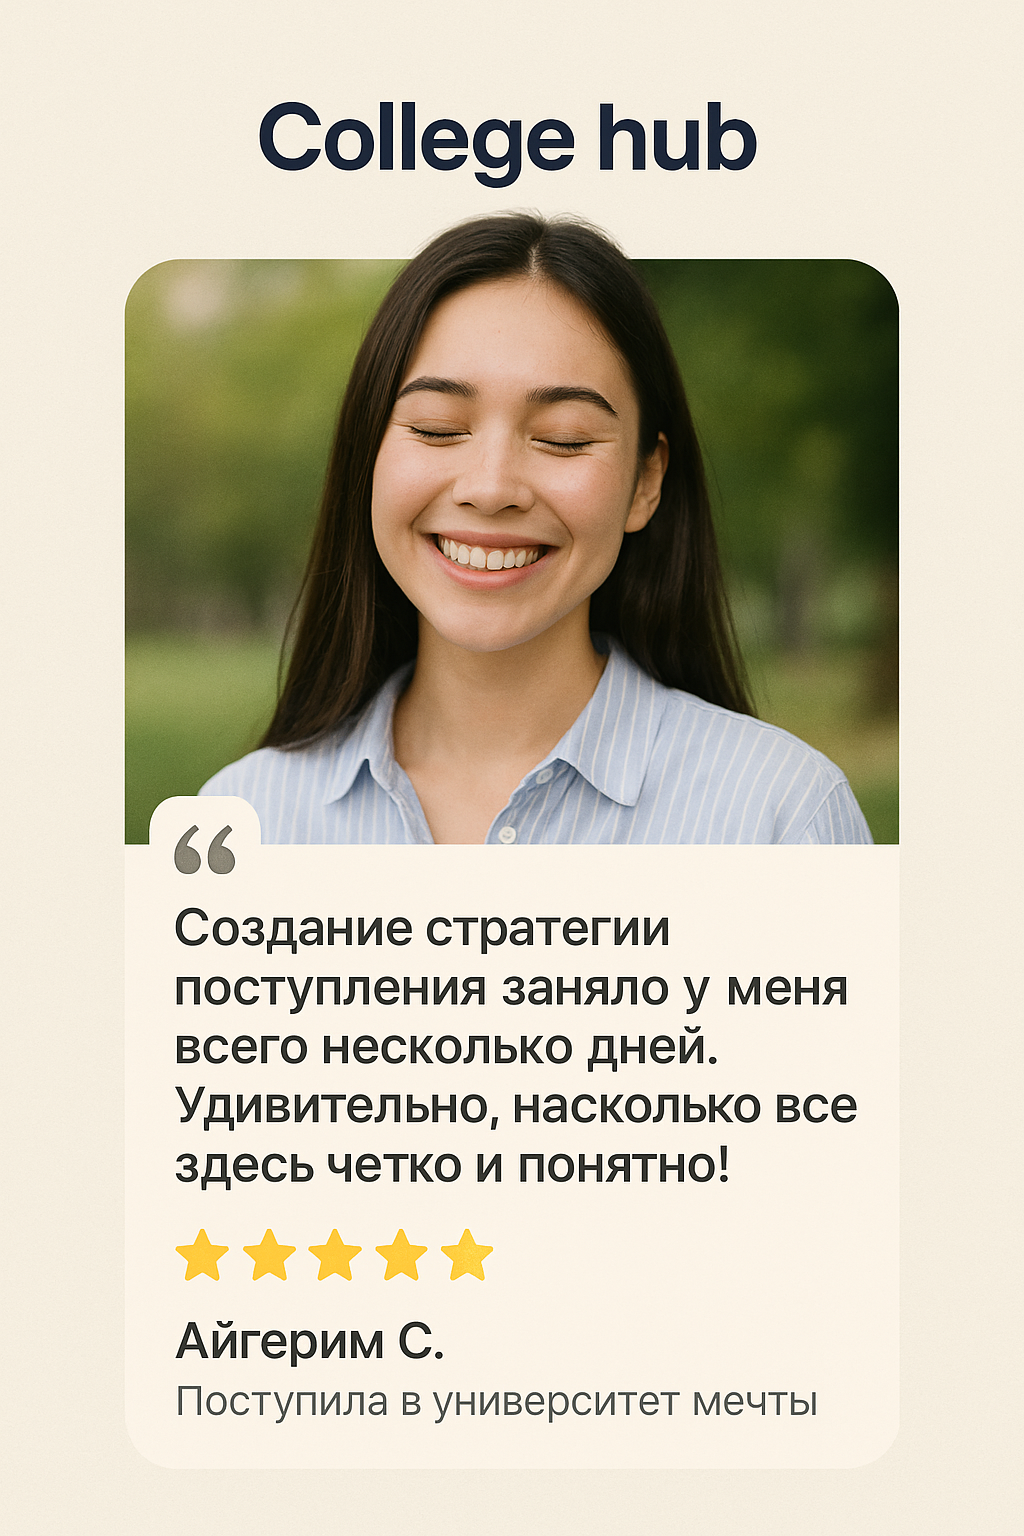 College hub
“
Создание стратегии
поступления заняло у меня
всего несколько дней.
Удивительно, насколько все
здесь четко и понятно!
Айгерим С.
Поступила в университет мечты